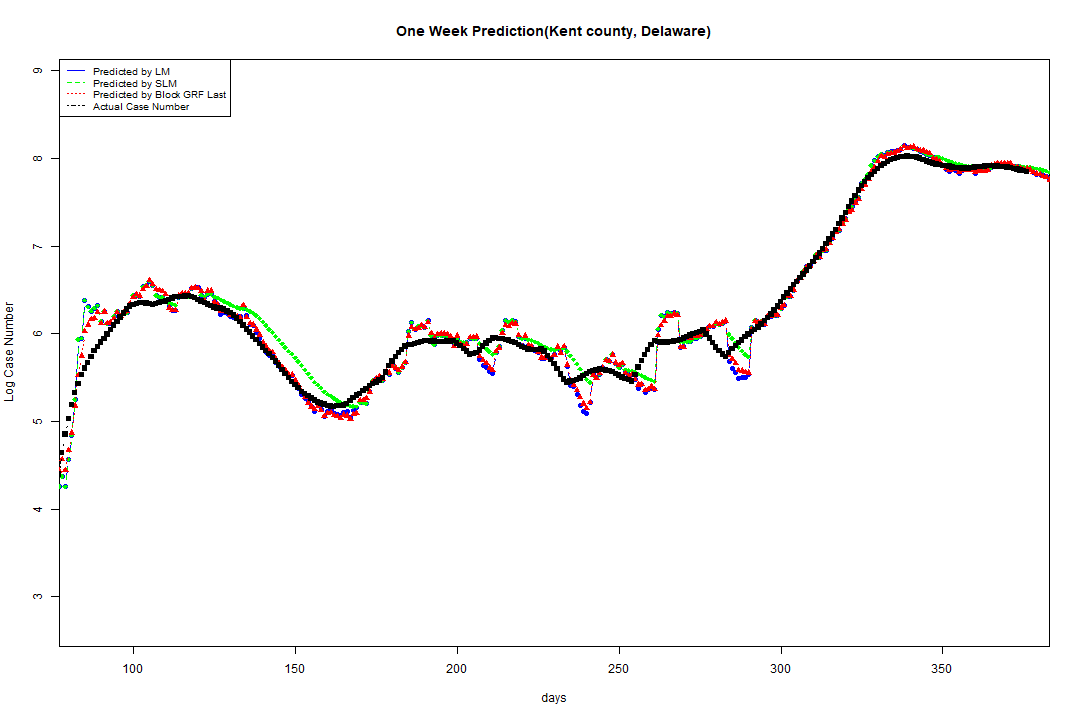 One Week Prediction(Kent county, Delaware)
Predicted by LM
Predicted by SLM
Predicted by Block GRF Last
Actual Case Number
9
8
7
6
5
4
3
Log Case Number
100 150 200 250 300 350
days